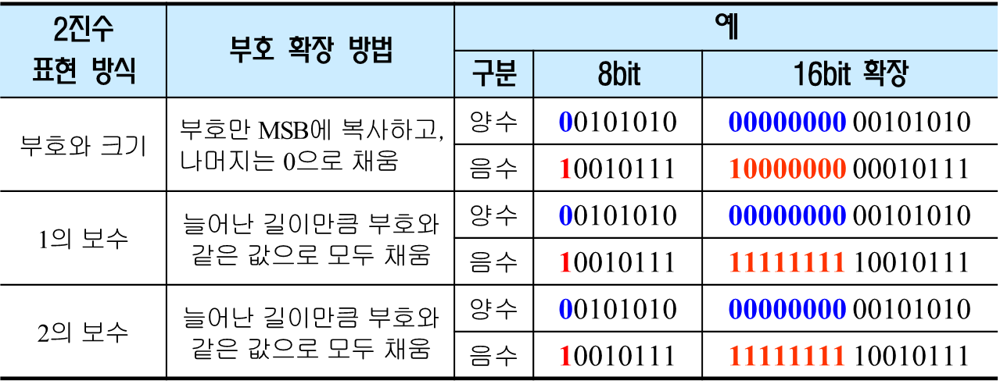 2진수
표현 방식
부호 확장 방법
예
구분
8bit
16bit 확장
부호와 크기
부호만 MSB에 복사하고,
나머지는 0으로 채움
양수
00101010
00000000 00101010
음수
10010111
10000000 00010111
1의 보수
늘어난 길이만큼 부호와
같은 값으로 모두 채움
양수
00101010
00000000 00101010
음수
10010111
11111111 10010111
2의 보수
늘어난 길이만큼 부호와
같은 값으로 모두 채움
양수
00101010
00000000 00101010
음수
10010111
11111111 10010111